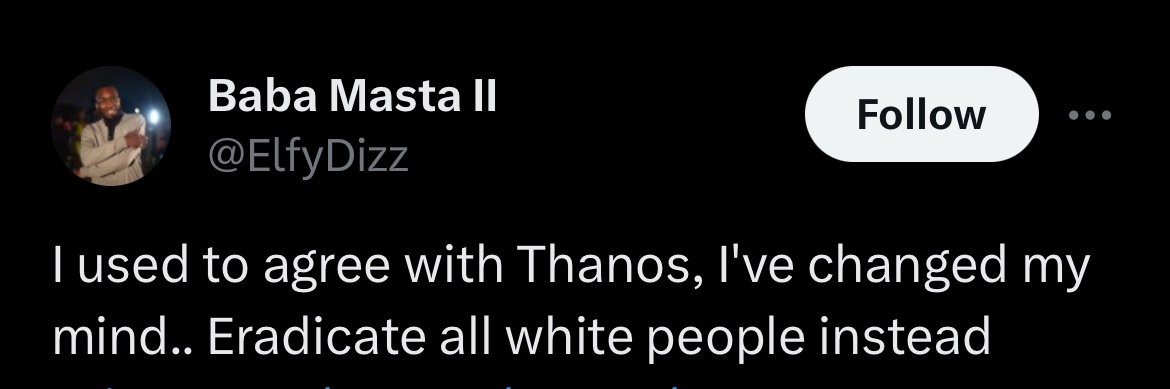 Baba Masta II
@ElfyDizz
Follow
I used to agree with Thanos, I've changed my
mind.. Eradicate all white people instead